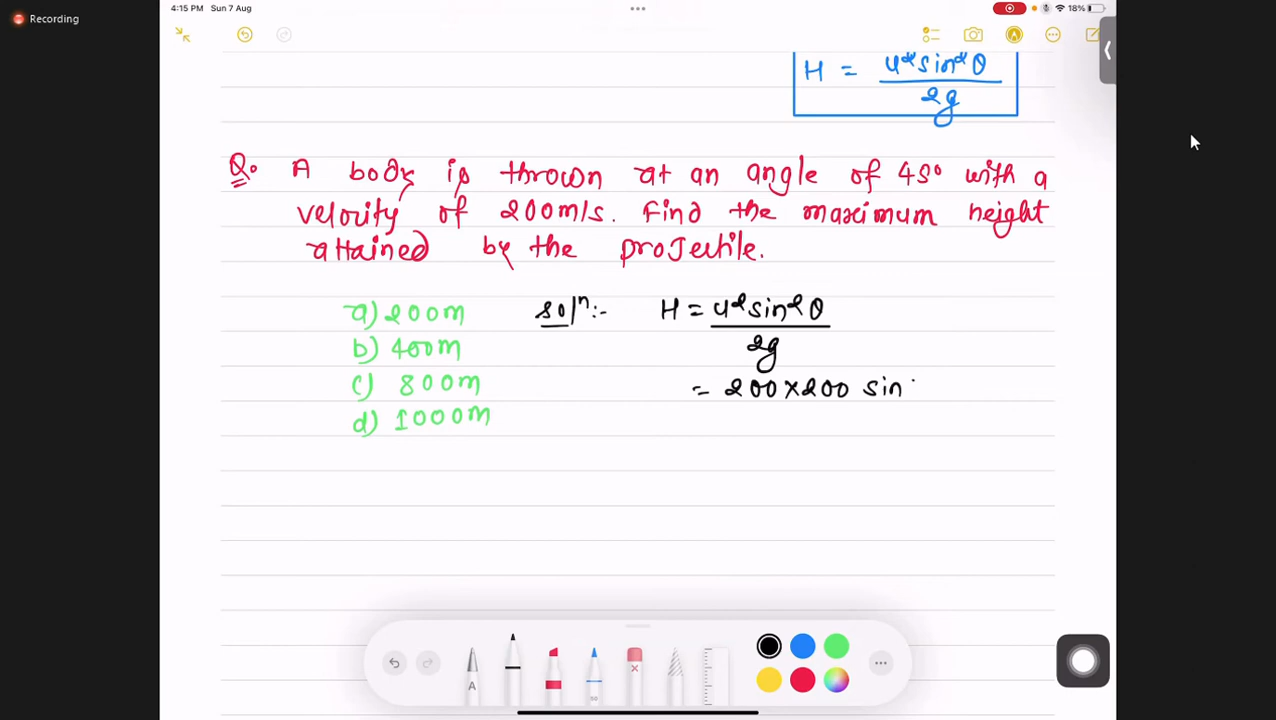 Recording
4:15 PM Sun 7 Aug
18%
H = u²sin²θ
2g
Q. A body is thrown at an angle of 45° with a
velocity of 200m/s. Find the maximum height
attained by the projectile.
a) 200m
b) 400m
c) 800m
d) 1000m
solⁿ:- H = u²sin²θ
2g
= 200×200 sin
A